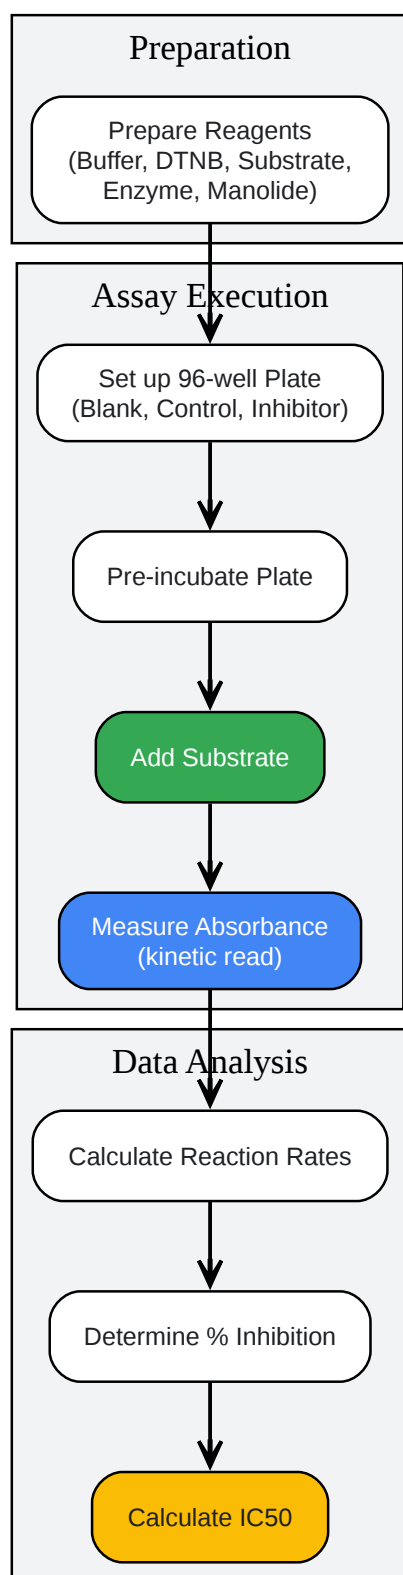 Preparation
Prepare Reagents
(Buffer, DTNB, Substrate,
Enzyme, Manolide)
Assay Execution
Set up 96-well Plate
(Blank, Control, Inhibitor)
Pre-incubate Plate
Add Substrate
Measure Absorbance
(kinetic read)
Data Analysis
Calculate Reaction Rates
Determine % Inhibition
Calculate IC50